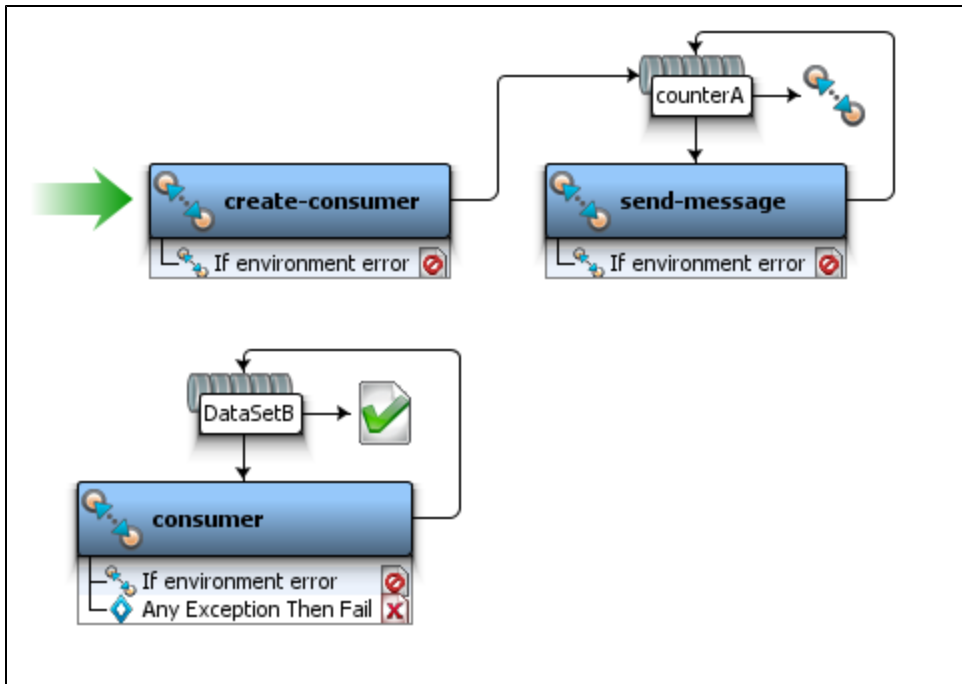 counterA
create-consumer
If environment error
send-message
If environment error
DataSetB
consumer
If environment error
Any Exception Then Fail